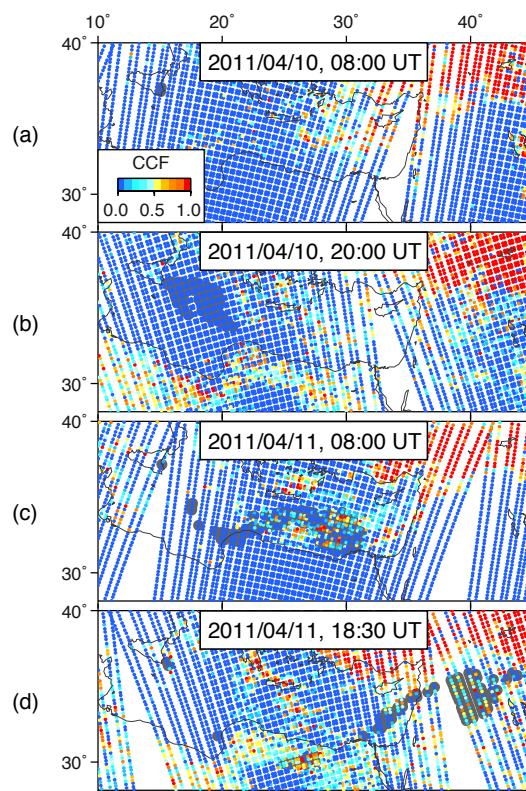 10˚ 20˚ 30˚ 40˚
40˚
2011/04/10, 08:00 UT
(a)
CCF
0.0 0.5 1.0
30˚
40˚
2011/04/10, 20:00 UT
(b)
30˚
40˚
2011/04/11, 08:00 UT
(c)
30˚
40˚
2011/04/11, 18:30 UT
(d)
30˚